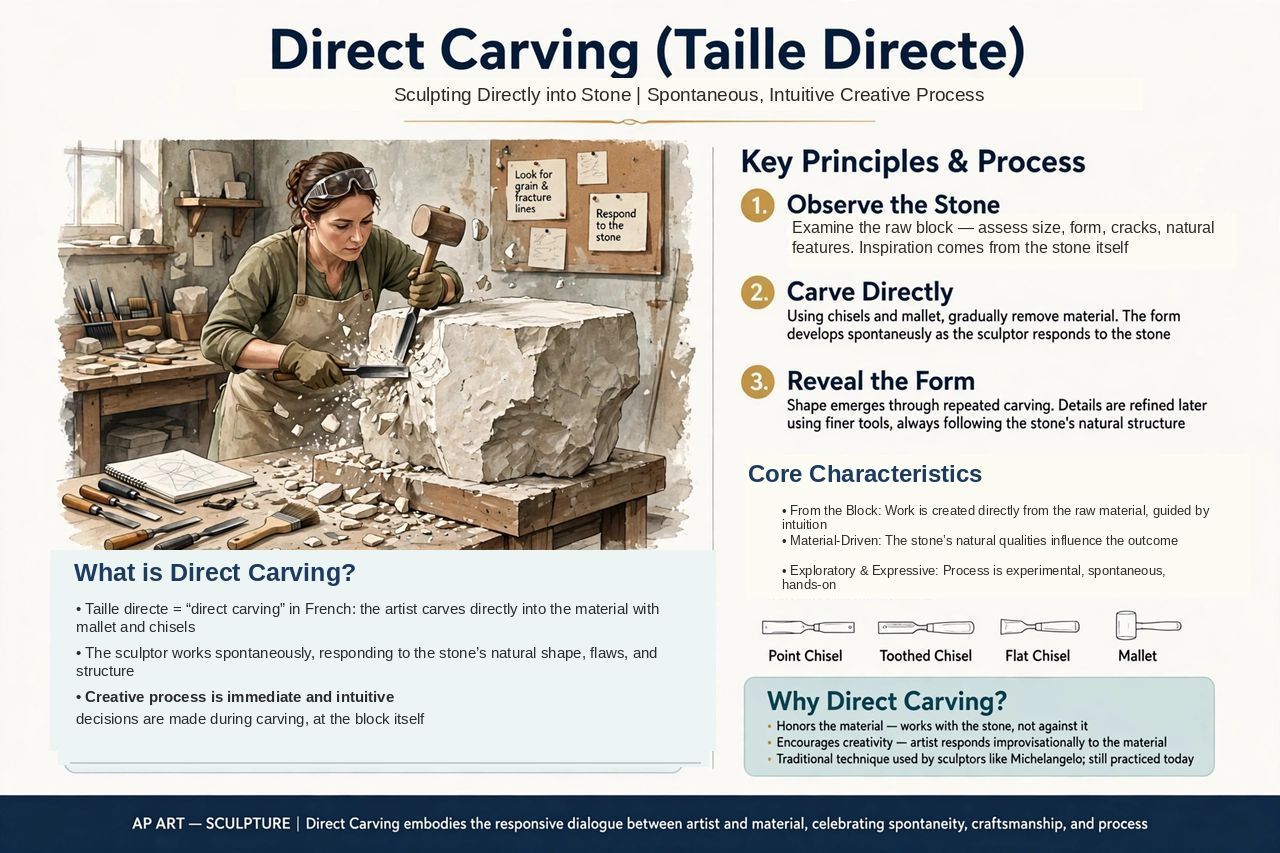 Direct Carving (Taille Directe)
Sculpting Directly into Stone | Spontaneous, Intuitive Creative Process
Look for
grain &
fracture
lines
Respond
to the
stone
What is Direct Carving?
• Taille directe = “direct carving” in French: the artist carves directly into the material with
mallet and chisels
• The sculptor works spontaneously, responding to the stone’s natural shape, flaws, and
structure
• Creative process is immediate and intuitive
decisions are made during carving, at the block itself
Key Principles & Process
1. Observe the Stone
Examine the raw block — assess size, form, cracks, natural
features. Inspiration comes from the stone itself
2. Carve Directly
Using chisels and mallet, gradually remove material. The form
develops spontaneusly as the sculptor responds to the stone
3. Reveal the Form
Shape emerges through repeated carving. Details are refined later
using finer tools, always following the stone's natural structure
Core Characteristics
• From the Block: Work is created directly from the raw material, guided by
intuition
• Material-Driven: The stone’s natural qualities influence the outcome
• Exploratory & Expressive: Process is experimental, spontaneous,
hands-on
Point Chisel
Toothed Chisel
Flat Chisel
Mallet
Why Direct Carving?
• Honors the material — works with the stone, not against it
• Encourages creativity — artist responds improvisationally to the material
• Traditional technique used by sculptors like Michelangelo; still practiced today
AP ART — SCULPTURE | Direct Carving embodies the responsive dialogue between artist and material, celebrating spontaneity, craftsmanship, and process